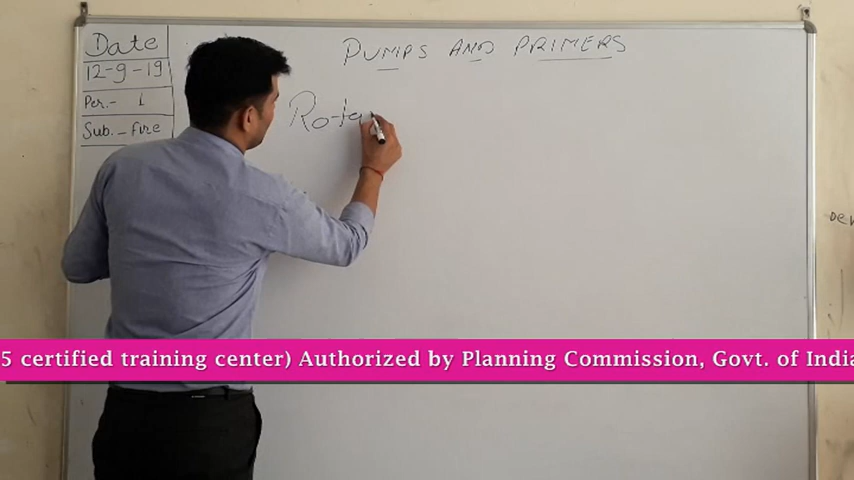 Date
12-9-19
Per.- 1
Sub.- fire
PUMPS AND PRIMERS
Rota
5 certified training center) Authorized by Planning Commission, Govt. of India